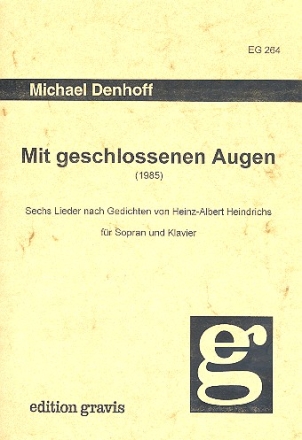 EG 264
Michael Denhoff
Mit geschlossenen Augen
(1985)
Sechs Lieder nach Gedichten von Heinz-Albert Heindrichs
für Sopran und Klavier
eg
edition gravis